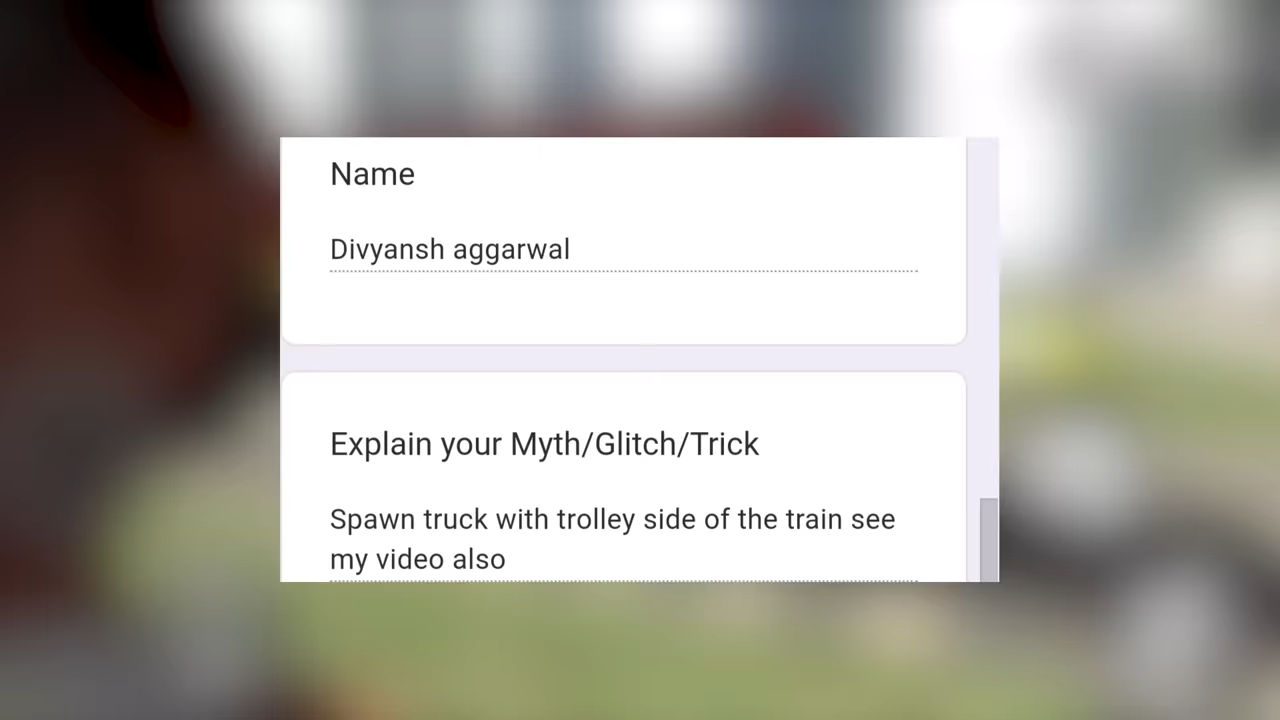 Name
Divyansh aggarwal
Explain your Myth/Glitch/Trick
Spawn truck with trolley side of the train see
my video also